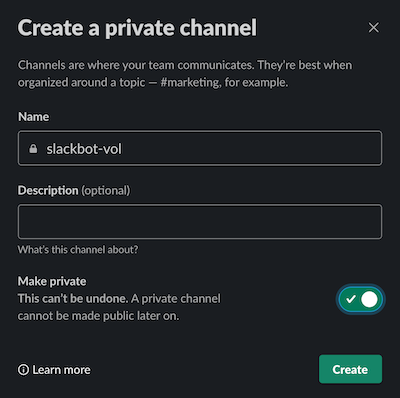 Create a private channel
Channels are where your team communicates. They're best when
organized around a topic — #marketing, for example.
Name
slackbot-vol
Description (optional)
What's this channel about?
Make private
This can't be undone. A private channel
cannot be made public later on.
Learn more
Create